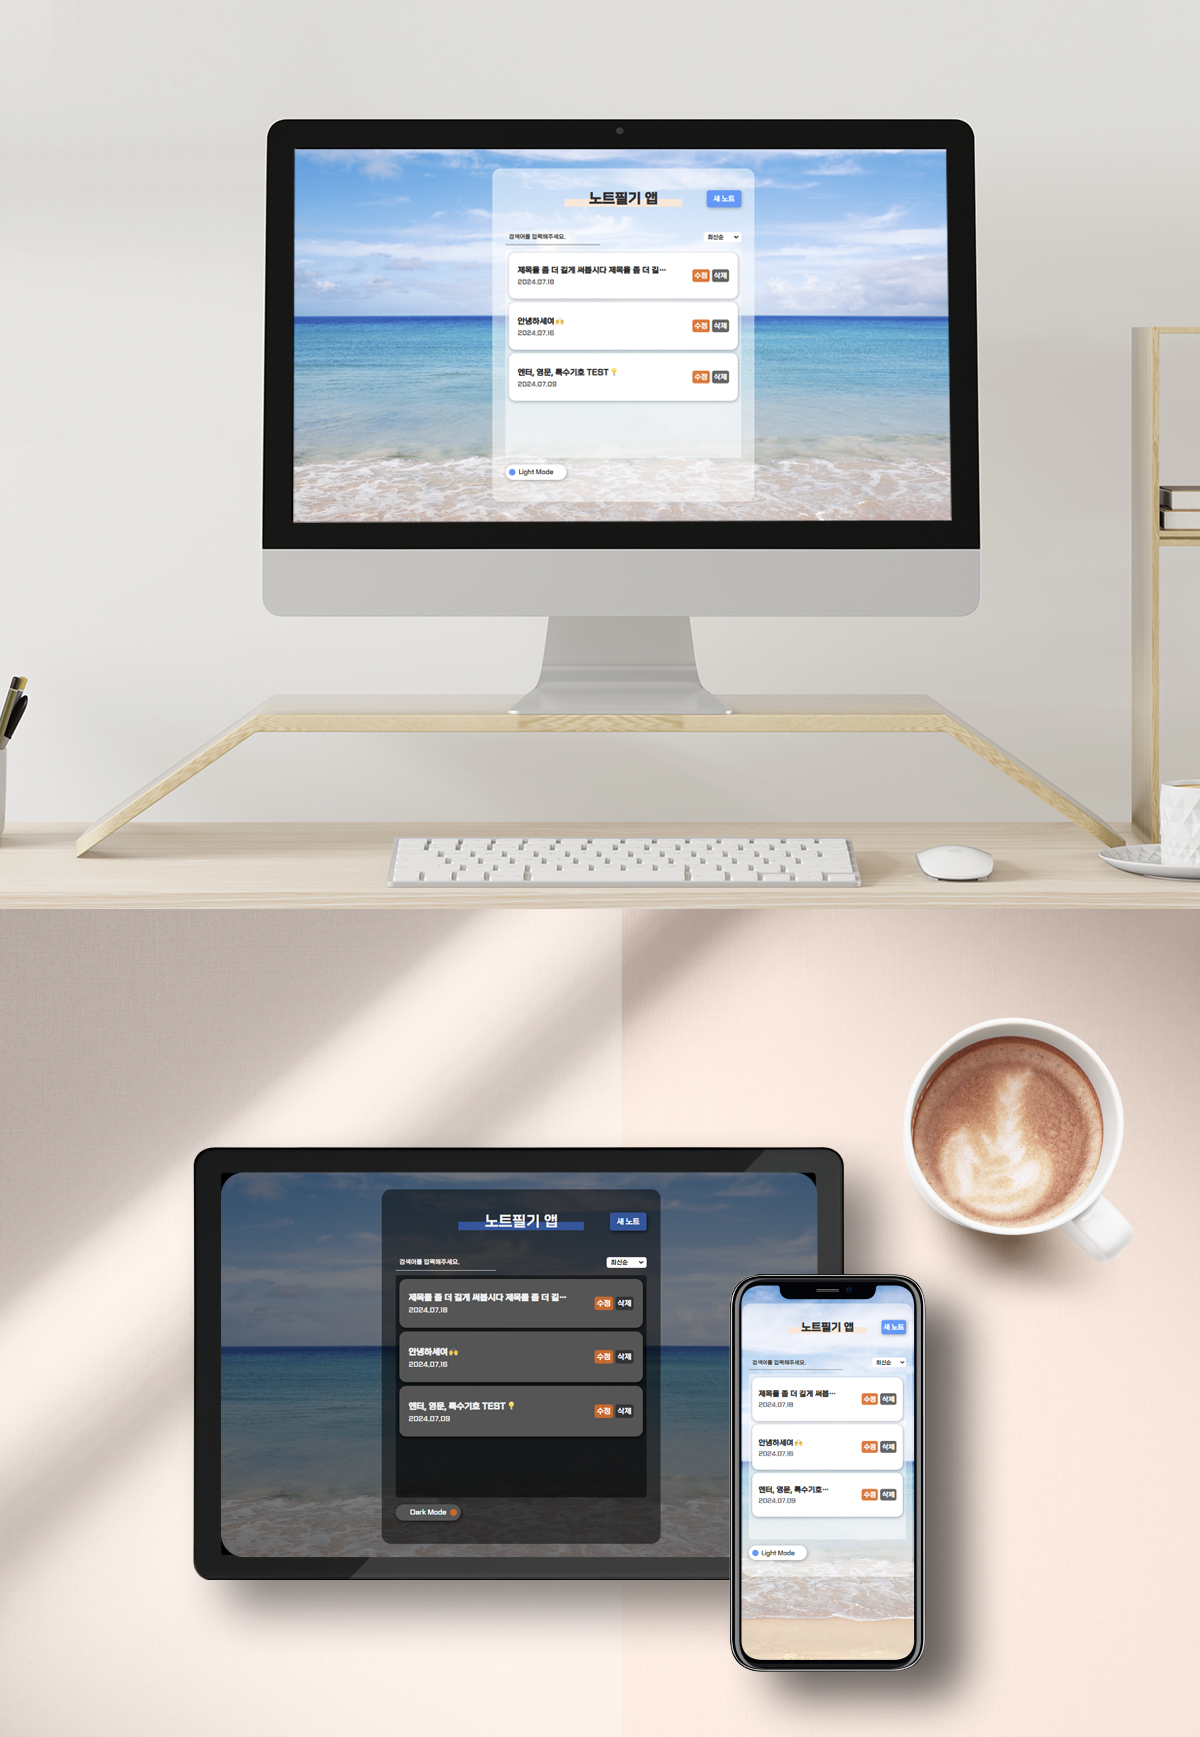 노트필기 앱
새 노트
검색어를 입력해주세요.
최신순
제목을 좀 더 길게 써봅시다 제목을 좀 더 길…
2024.07.18
수정 삭제
안녕하세여🙌
2024.07.16
수정 삭제
엔터, 영문, 특수기호 TEST 💡
2024.07.09
수정 삭제
Light Mode
노트필기 앱
새 노트
검색어를 입력해주세요.
최신순
제목을 좀 더 길게 써봅시다 제목을 좀 더 길…
2024.07.18
수정 삭제
안녕하세여🙌
2024.07.16
수정 삭제
엔터, 영문, 특수기호 TEST 💡
2024.07.09
수정 삭제
Dark Mode
노트필기 앱
새 노트
검색어를 입력해주세요.
최신순
제목을 좀 더 길게 써봅…
2024.07.18
수정 삭제
안녕하세여🙌
2024.07.16
수정 삭제
엔터, 영문, 특수기호…
2024.07.09
수정 삭제
Light Mode